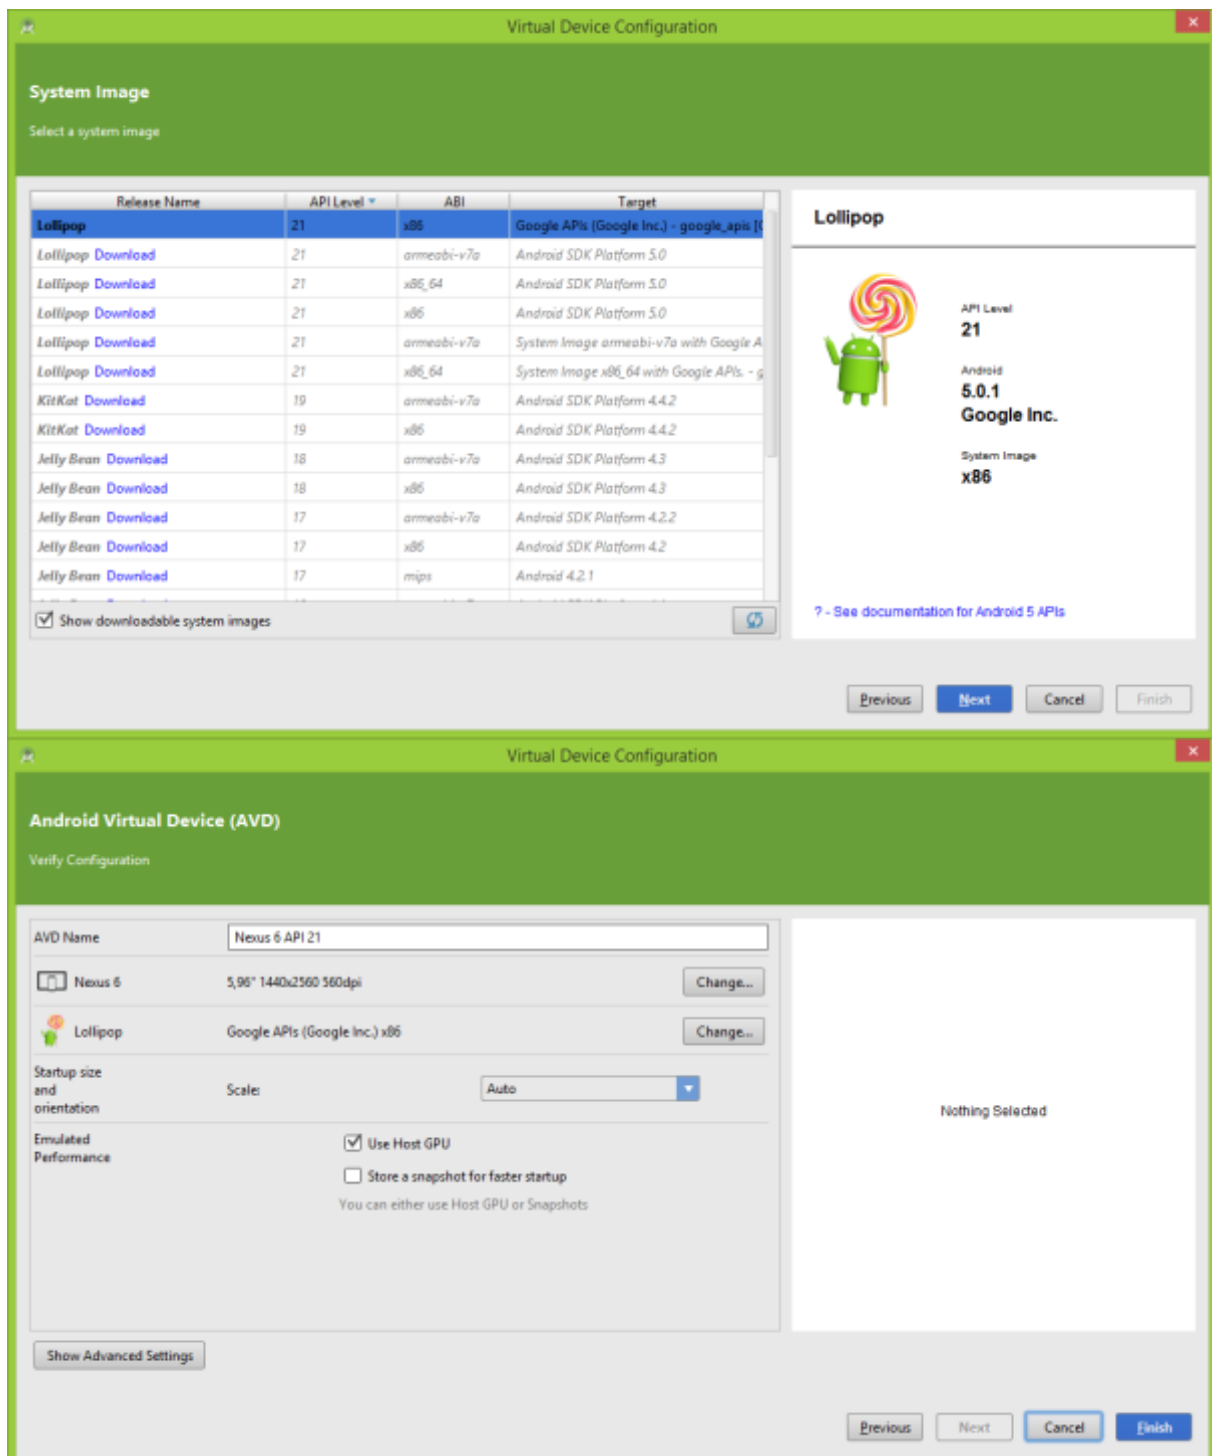 Virtual Device Configuration
System Image
Select a system image
Release Name API Level ABI Target
Lollipop 21 x86 Google APIs (Google Inc.) - google_apis [
Lollipop Download 21 armeabi-v7a Android SDK Platform 5.0
Lollipop Download 21 x86_64 Android SDK Platform 5.0
Lollipop Download 21 x86 Android SDK Platform 5.0
Lollipop Download 21 armeabi-v7a System Image armeabi-v7a with Google A
Lollipop Download 21 x86_64 System Image x86_64 with Google APIs. - g
KitKat Download 19 armeabi-v7a Android SDK Platform 4.4.2
KitKat Download 19 x86 Android SDK Platform 4.4.2
Jelly Bean Download 18 armeabi-v7a Android SDK Platform 4.3
Jelly Bean Download 18 x86 Android SDK Platform 4.3
Jelly Bean Download 17 armeabi-v7a Android SDK Platform 4.2.2
Jelly Bean Download 17 x86 Android SDK Platform 4.2
Jelly Bean Download 17 mips Android 4.2.1
Show downloadable system images
Lollipop
API Level
21
Android
5.0.1
Google Inc.
System Image
x86
? - See documentation for Android 5 APIs
Previous Next Cancel Finish
Virtual Device Configuration
Android Virtual Device (AVD)
Verify Configuration
AVD Name Nexus 6 API 21
Nexus 6 5,96" 1440x2560 560dpi Change...
Lollipop Google APIs (Google Inc.) x86 Change...
Startup size
and
orientation
Scale: Auto
Emulated
Performance
Use Host GPU
Store a snapshot for faster startup
You can either use Host GPU or Snapshots
Nothing Selected
Show Advanced Settings
Previous Next Cancel Finish